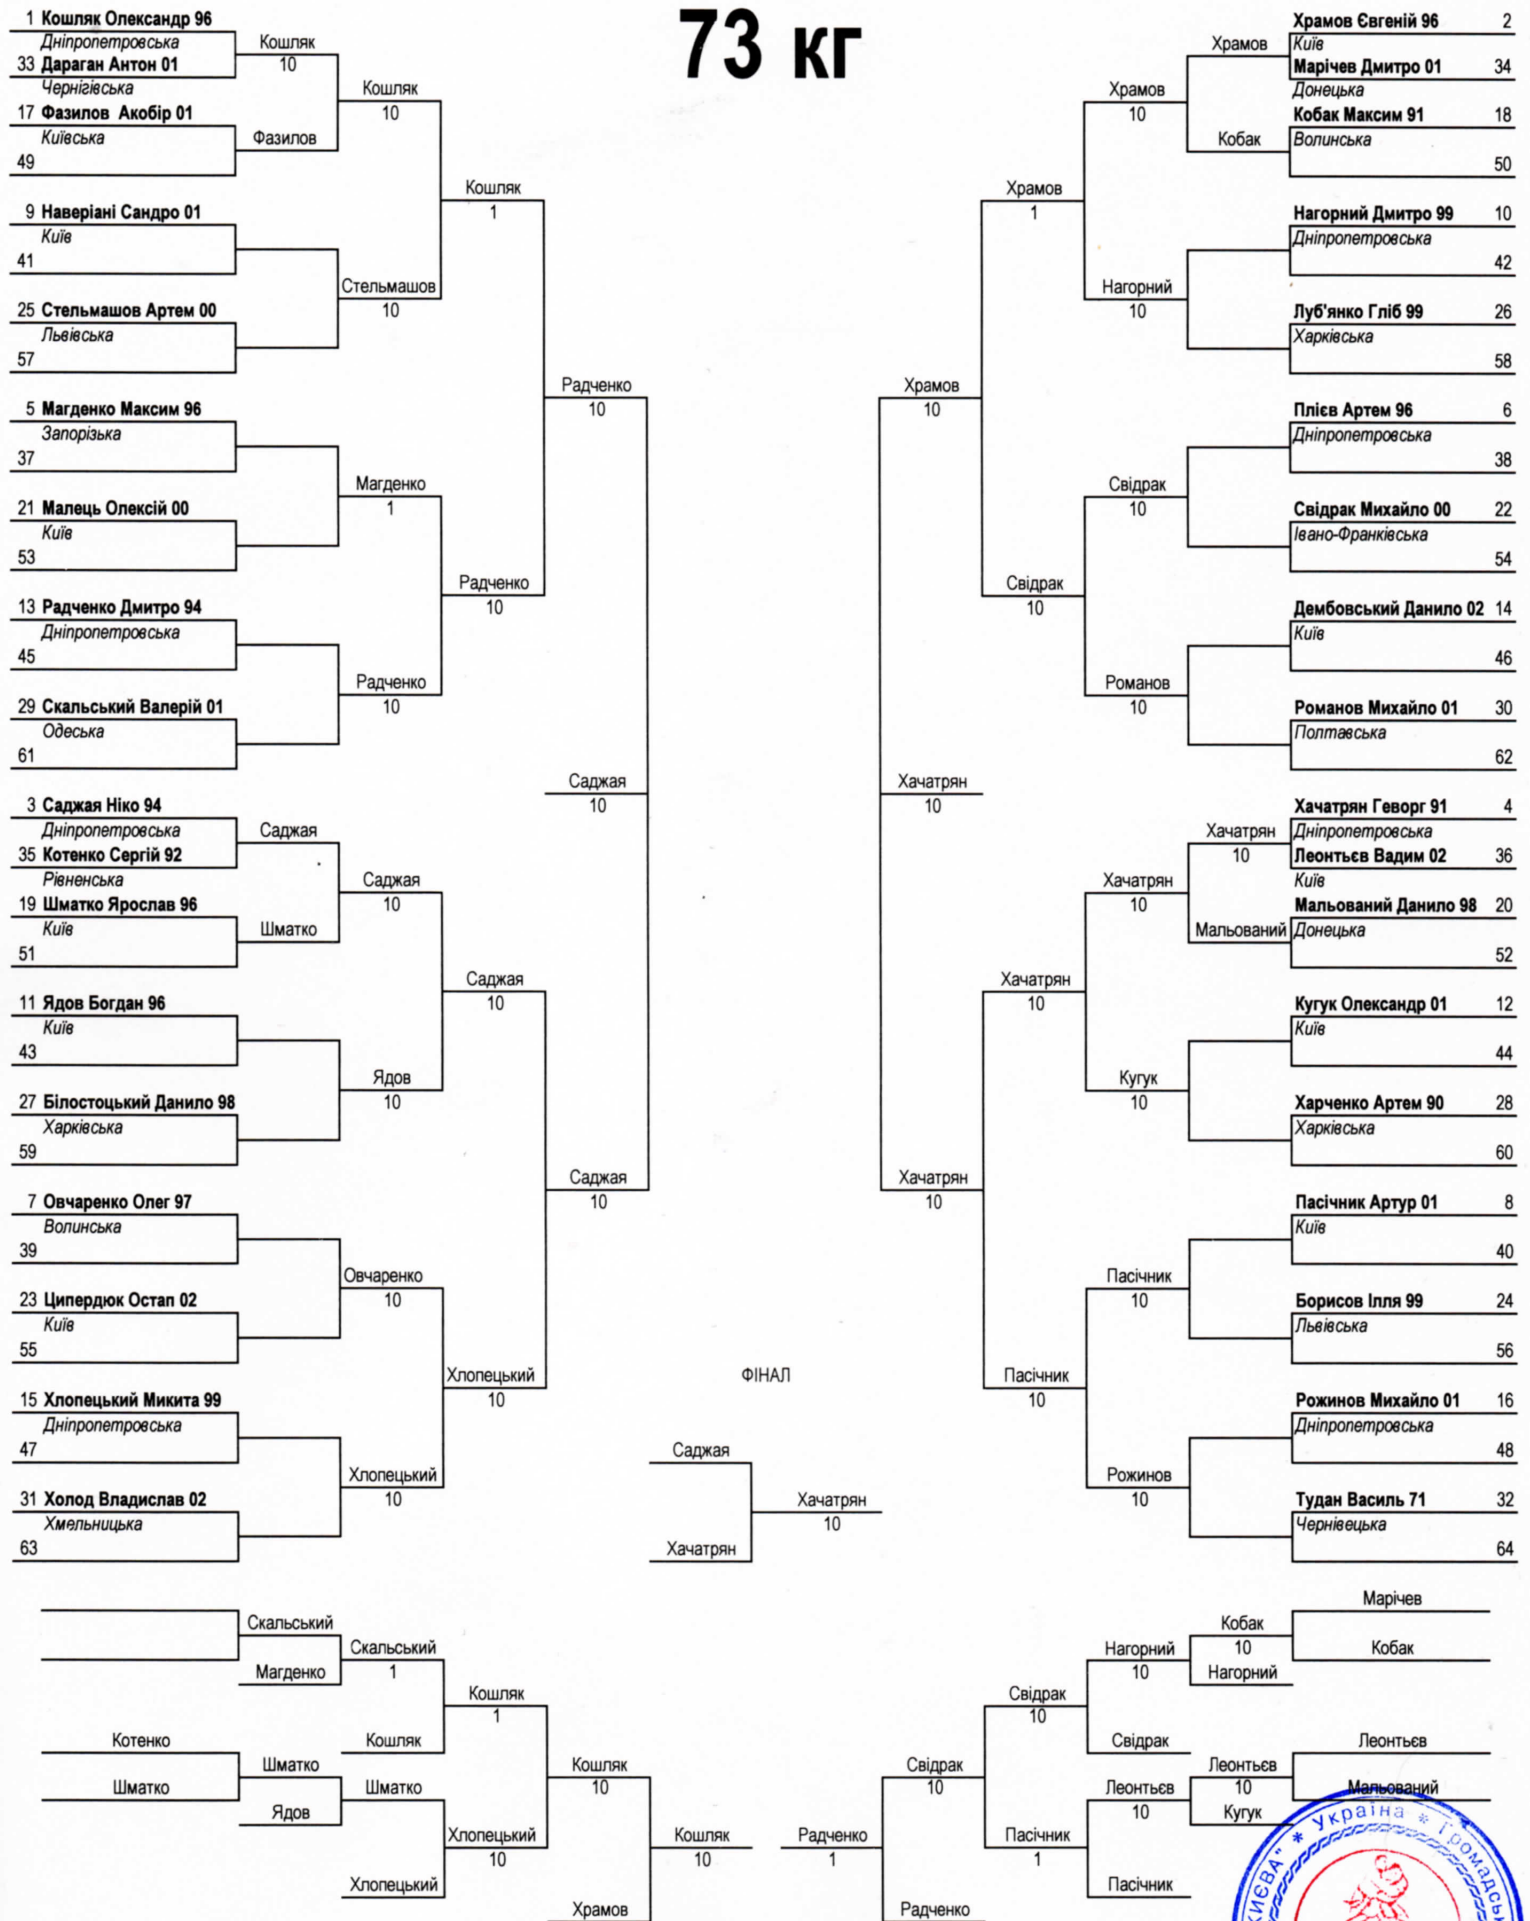 73 кг
1 Кошляк Олександр 96
Дніпропетровська
Кошляк
10
33 Дараган Антон 01
Чернігівська
Кошляк
10
17 Фазилов Акобір 01
Київська
Фазилов
49
Кошляк
1
9 Наверіані Сандро 01
Київ
41
Стельмашов
10
25 Стельмашов Артем 00
Львівська
57
Радченко
10
5 Магденко Максим 96
Запорізька
37
Магденко
1
21 Малець Олексій 00
Київ
53
Радченко
10
13 Радченко Дмитро 94
Дніпропетровська
45
Радченко
10
29 Скальський Валерій 01
Одеська
61
Саджая
10
3 Саджая Ніко 94
Дніпропетровська
Саджая
35 Котенко Сергій 92
Рівненська
Саджая
10
19 Шматко Ярослав 96
Київ
Шматко
51
Саджая
10
11 Ядов Богдан 96
Київ
43
Ядов
10
27 Білостоцький Данило 98
Харківська
59
Саджая
10
7 Овчаренко Олег 97
Волинська
39
Овчаренко
10
23 Ципердюк Остап 02
Київ
55
Хлопецький
10
15 Хлопецький Микита 99
Дніпропетровська
47
Хлопецький
10
31 Холод Владислав 02
Хмельницька
63
Храмов Євгеній 96 2
Київ
Храмов
Марічев Дмитро 01 34
Донецька
Храмов
10
Кобак Максим 91 18
Волинська
Кобак
50
Храмов
1
Нагорний Дмитро 99 10
Дніпропетровська
42
Нагорний
10
Луб'янко Гліб 99 26
Харківська
58
Храмов
10
Плієв Артем 96 6
Дніпропетровська
38
Свідрак
10
Свідрак Михайло 00 22
Івано-Франківська
54
Свідрак
10
Дембовський Данило 02 14
Київ
46
Романов
10
Романов Михайло 01 30
Полтавська
62
Хачатрян
10
Хачатрян Геворг 91 4
Дніпропетровська
Хачатрян
10
Леонтьєв Вадим 02 36
Київ
Хачатрян
10
Мальований Данило 98 20
Донецька
Мальований
52
Хачатрян
10
Кугук Олександр 01 12
Київ
44
Кугук
10
Харченко Артем 90 28
Харківська
60
Хачатрян
10
Пасічник Артур 01 8
Київ
40
Пасічник
10
Борисов Ілля 99 24
Львівська
56
Пасічник
10
Рожинов Михайло 01 16
Дніпропетровська
48
Рожинов
10
Тудан Василь 71 32
Чернівецька
64
ФІНАЛ
Саджая
Хачатрян
10
Хачатрян
Скальський
Скальський
1
Магденко
Кошляк
1
Кошляк
Котенко
Шматко
Шматко
Шматко
Ядов
Кошляк
10
Хлопецький
10
Хлопецький
Кошляк
10
Храмов
Марічев
Кобак
10
Кобак
Нагорний
10
Нагорний
Свідрак
10
Свідрак
Леонтьєв
Леонтьєв
10
Мальований
Леонтьєв
10
Кугук
Свідрак
10
Пасічник
1
Пасічник
Радченко
1
Радченко
КИЄВА" * Україна * Громадськ